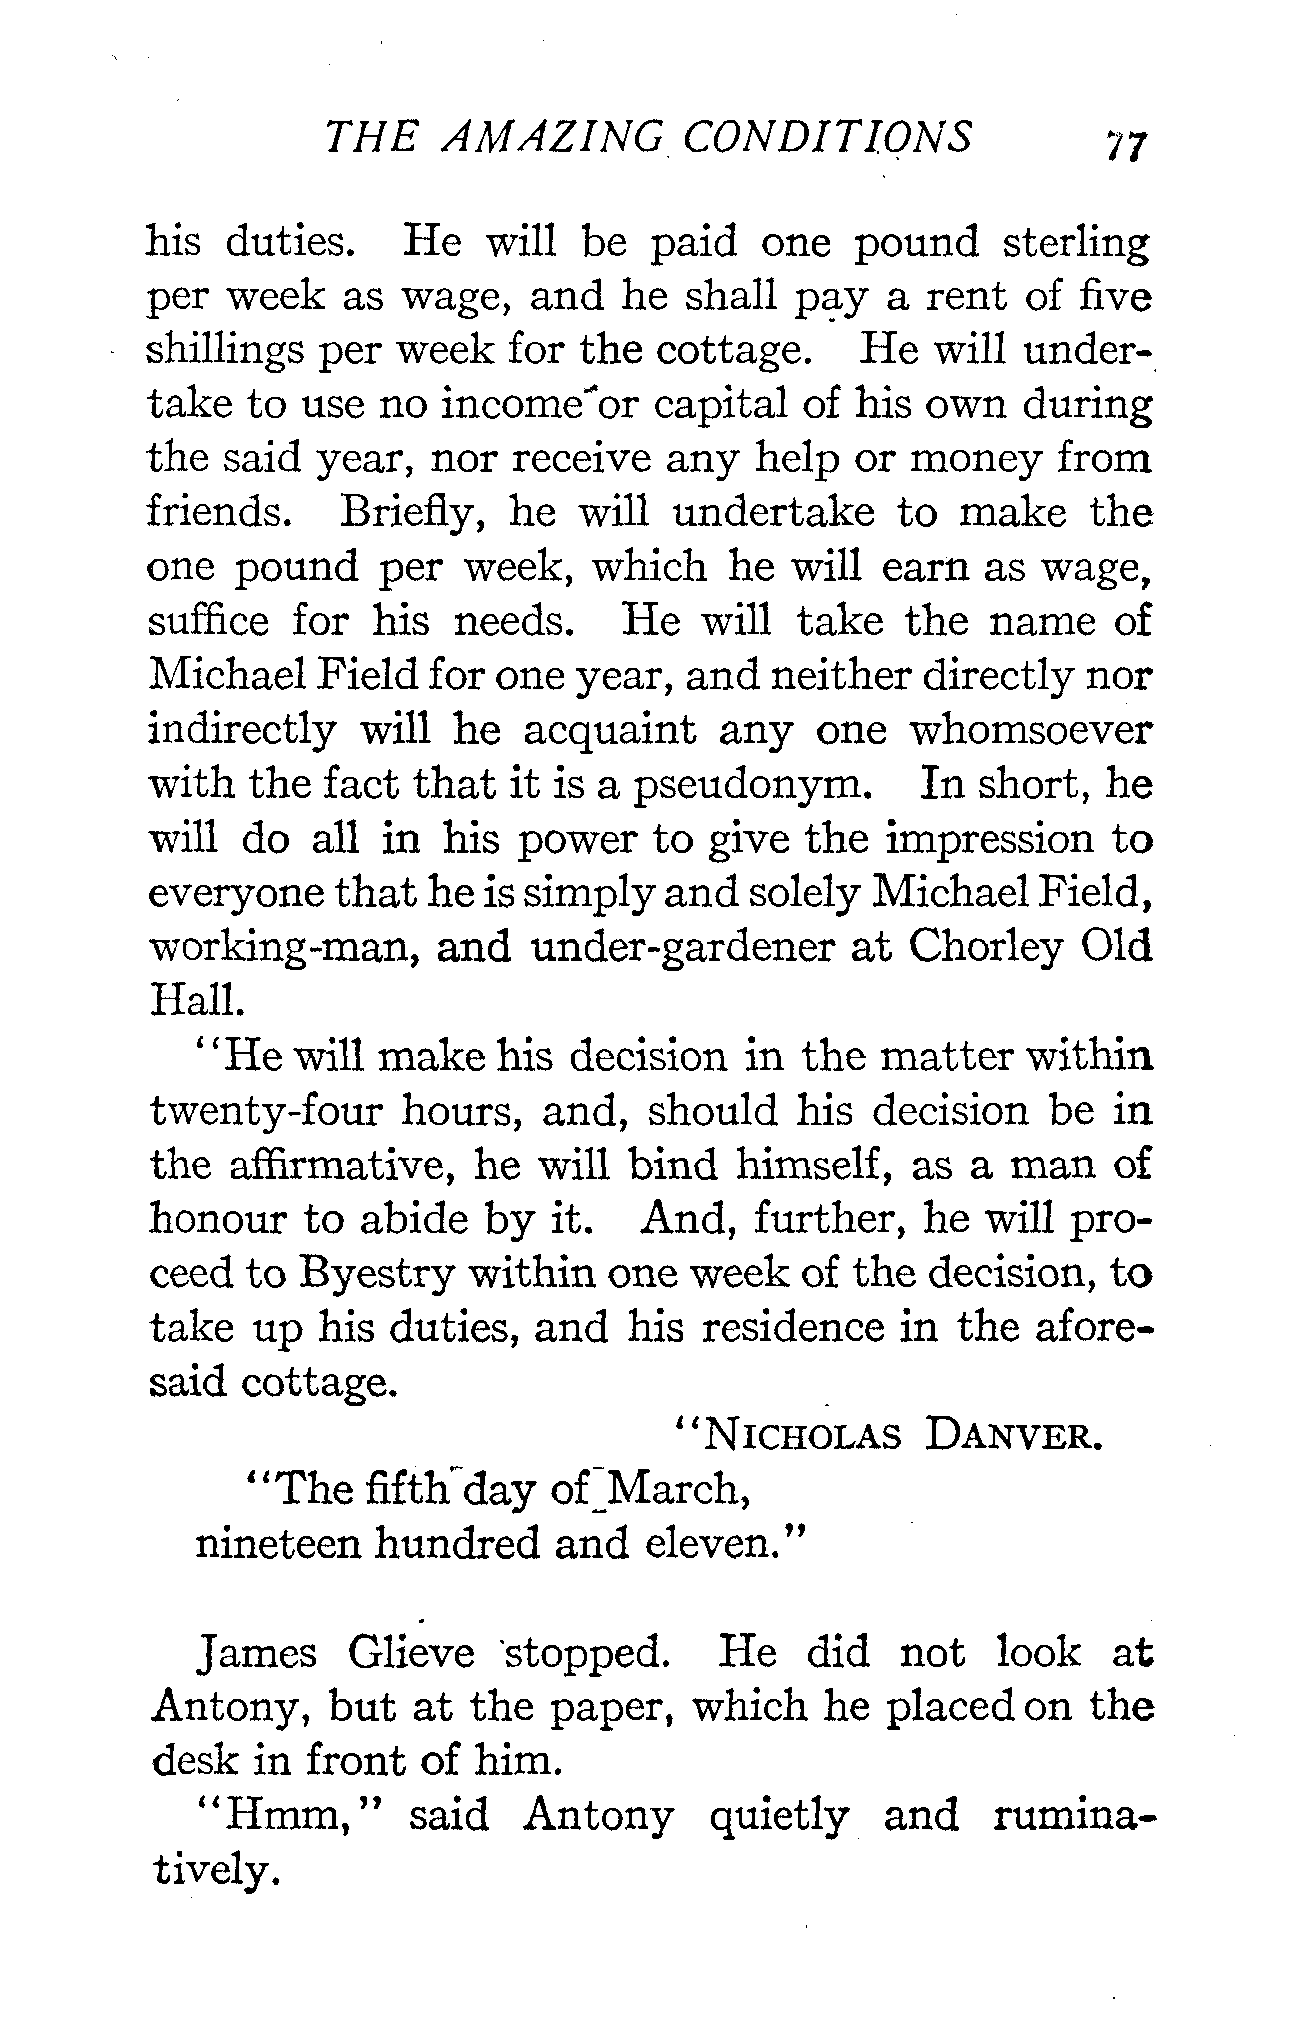 THE AMAZING CONDITIONS 77
his duties. He will be paid one pound sterling
per week as wage, and he shall pay a rent of five
shillings per week for the cottage. He will under-
take to use no income or capital of his own during
the said year, nor receive any help or money from
friends. Briefly, he will undertake to make the
one pound per week, which he will earn as wage,
suffice for his needs. He will take the name of
Michael Field for one year, and neither directly nor
indirectly will he acquaint any one whomsoever
with the fact that it is a pseudonym. In short, he
will do all in his power to give the impression to
everyone that he is simply and solely Michael Field,
working-man, and under-gardener at Chorley Old
Hall.
"He will make his decision in the matter within
twenty-four hours, and, should his decision be in
the affirmative, he will bind himself, as a man of
honour to abide by it. And, further, he will pro-
ceed to Byestry within one week of the decision, to
take up his duties, and his residence in the afore-
said cottage.
"NICHOLAS DANVER.
"The fifth day of March,
nineteen hundred and eleven."
James Glieve stopped. He did not look at
Antony, but at the paper, which he placed on the
desk in front of him.
"Hmm," said Antony quietly and rumina-
tively.